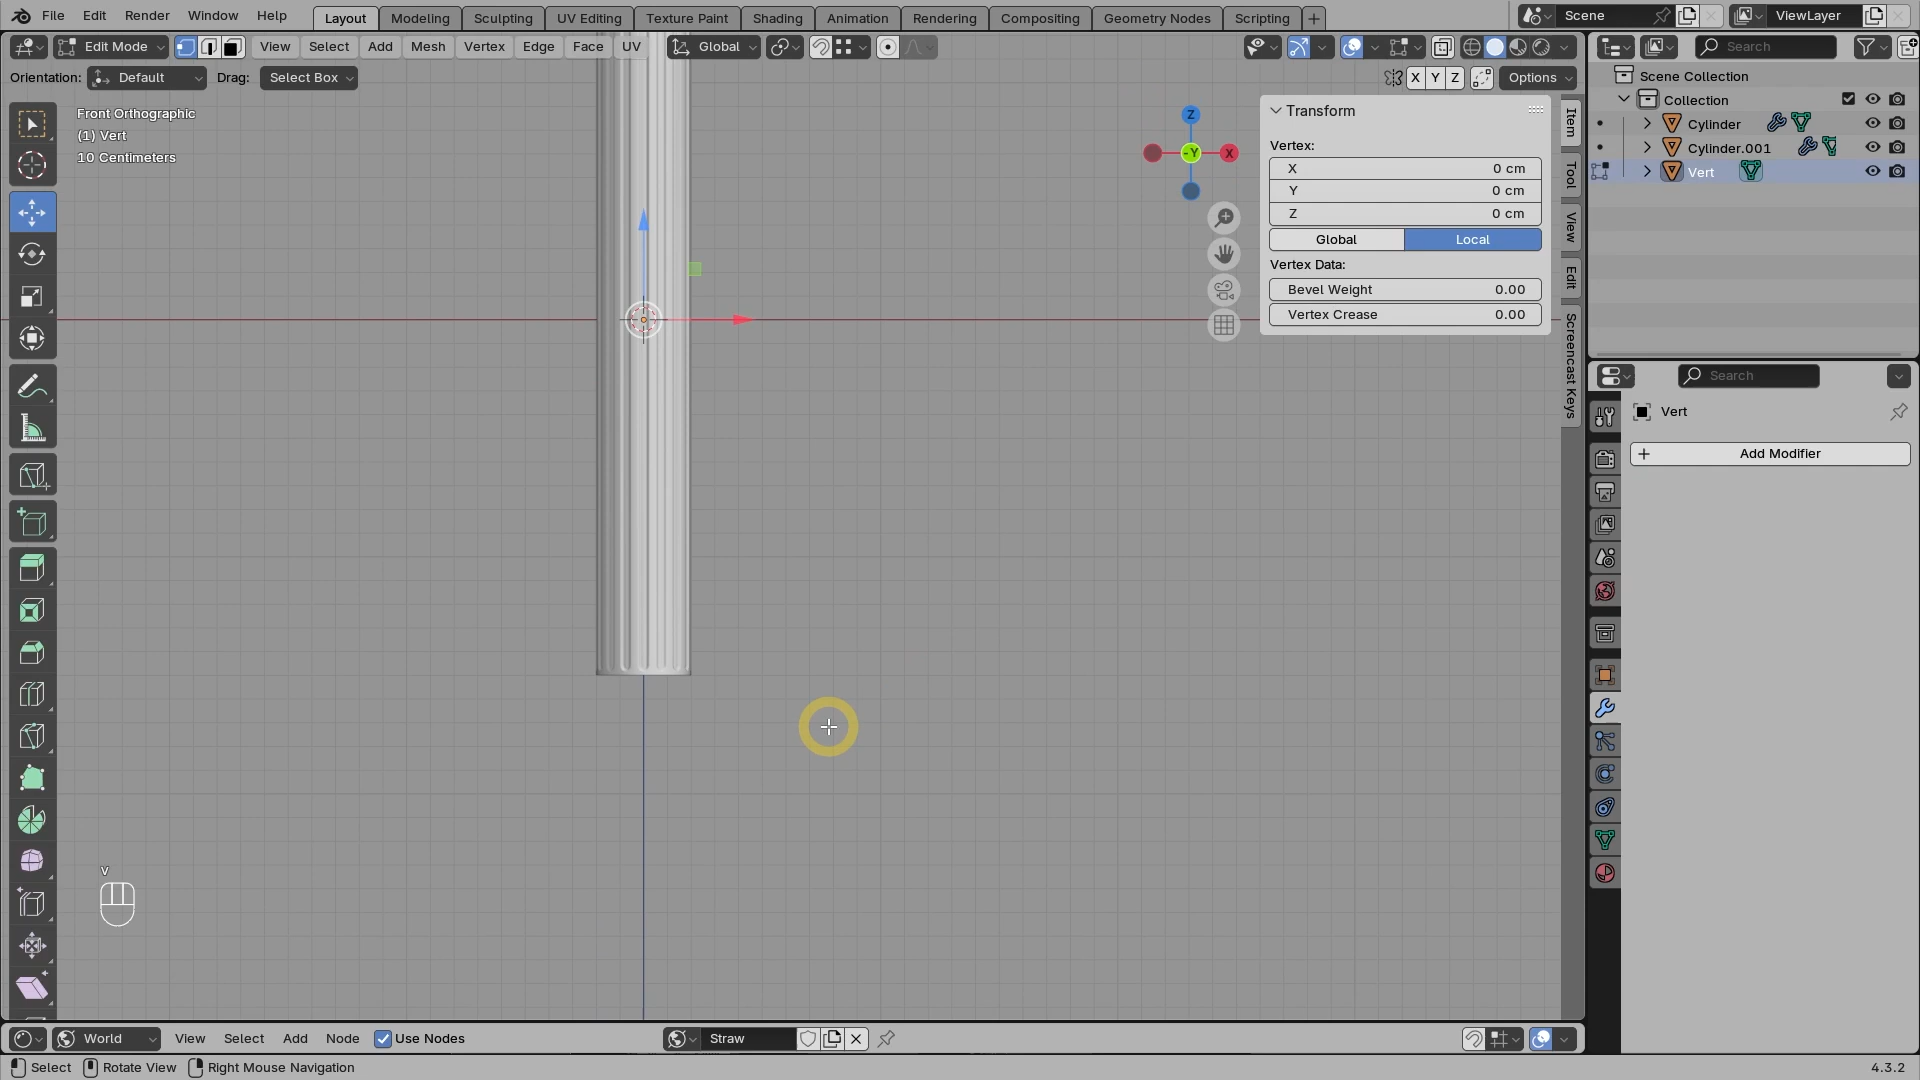 File Edit Render Window Help Layout Modeling Sculpting UV Editing Texture Paint Shading Animation Rendering Compositing Geometry Nodes Scripting + Scene ViewLayer
Edit Mode View Select Add Mesh Vertex Edge Face UV Global Search
Orientation: Default Drag: Select Box X Y Z Options
Scene Collection
Collection
Cylinder
Cylinder.001
Vert
Front Orthographic
(1) Vert
10 Centimeters
Z
-Y X
Transform
Vertex:
X 0 cm
Y 0 cm
Z 0 cm
Global Local
Vertex Data:
Bevel Weight 0.00
Vertex Crease 0.00
Item
Tool
View
Edit
Screencast Keys
Search
Vert
+ Add Modifier
v
World View Select Add Node Use Nodes Straw
Select Rotate View Right Mouse Navigation 4.3.2